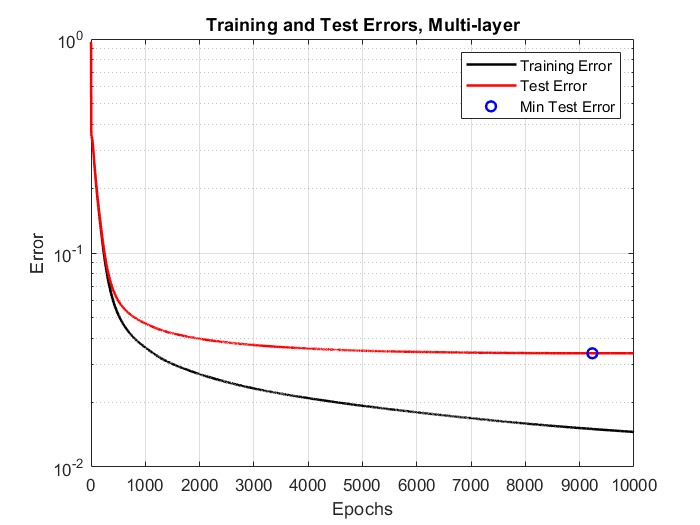 Training and Test Errors, Multi-layer
10^0
Training Error
Test Error
Min Test Error
Error
10^-1
10^-2
0 1000 2000 3000 4000 5000 6000 7000 8000 9000 10000
Epochs